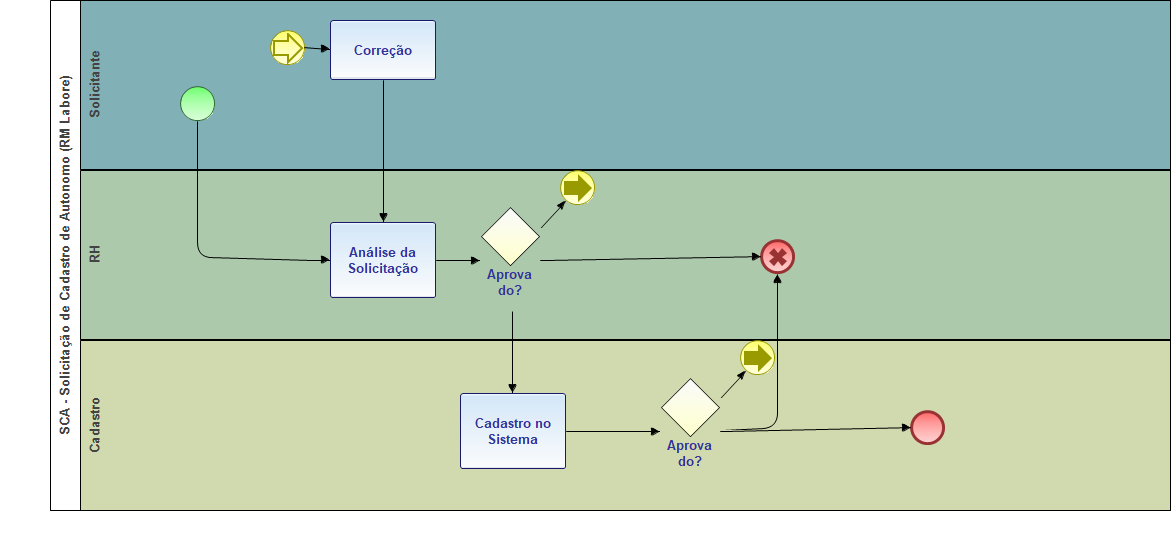 SCA - Solicitação de Cadastro de Autonomo (RM Labore)
Solicitante
Correção
RH
Análise da
Solicitação
Aprova
do?
Cadastro
Cadastro no
Sistema
Aprova
do?